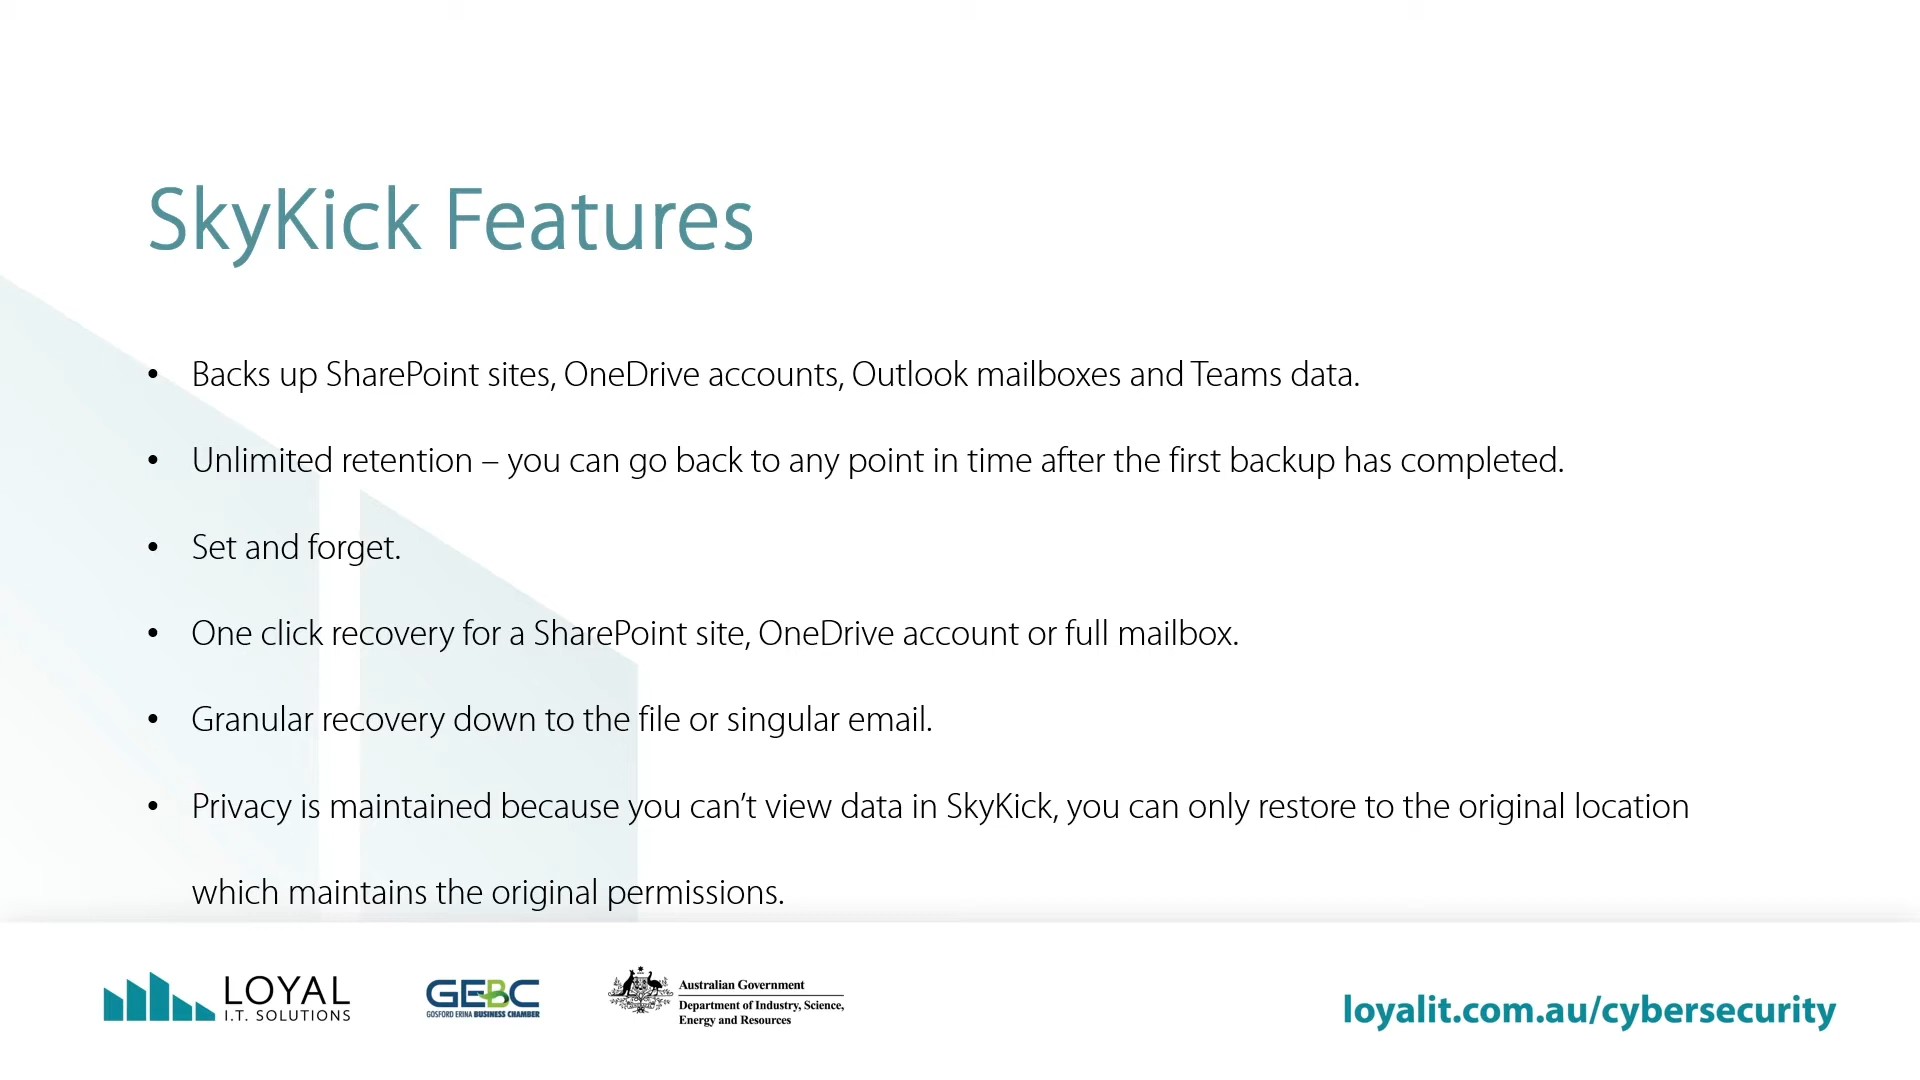 SkyKick Features
• Backs up SharePoint sites, OneDrive accounts, Outlook mailboxes and Teams data.
• Unlimited retention – you can go back to any point in time after the first backup has completed.
• Set and forget.
• One click recovery for a SharePoint site, OneDrive account or full mailbox.
• Granular recovery down to the file or singular email.
• Privacy is maintained because you can’t view data in SkyKick, you can only restore to the original location
which maintains the original permissions.
LOYAL
I.T. SOLUTIONS
GEBC
GOSFORD ERINA BUSINESS CHAMBER
Australian Government
Department of Industry, Science,
Energy and Resources
loyalit.com.au/cybersecurity